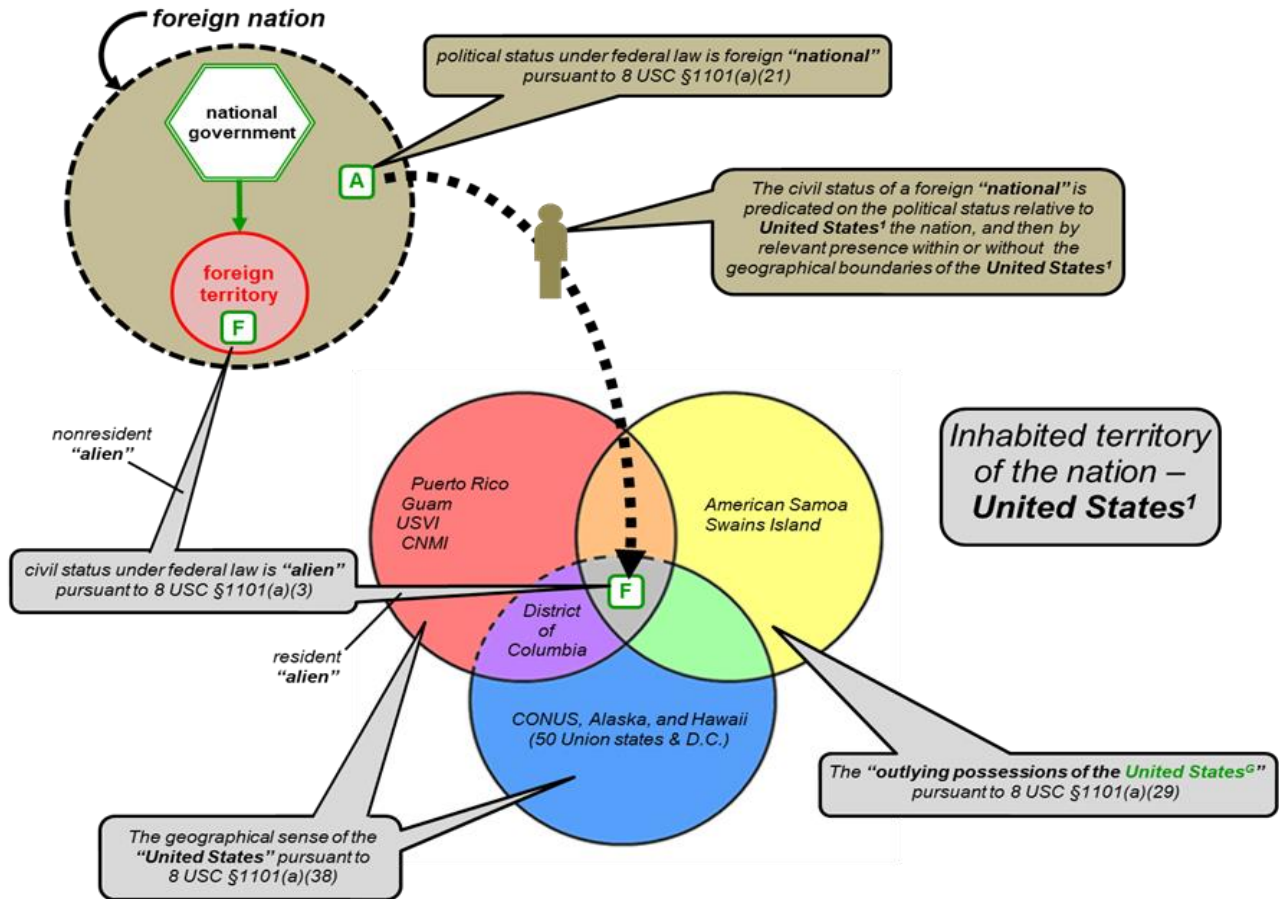 foreign nation
political status under federal law is foreign “national”
pursuant to 8 USC §1101(a)(21)
national
government
A
The civil status of a foreign “national” is
predicated on the political status relative to
United States¹ the nation, and then by
relevant presence within or without the
geographical boundaries of the United States¹
foreign
territory
F
nonresident
“alien”
Puerto Rico
Guam
USVI
CNMI
American Samoa
Swains Island
Inhabited territory
of the nation –
United States¹
civil status under federal law is “alien”
pursuant to 8 USC §1101(a)(3)
F
District
of
Columbia
resident
“alien”
CONUS, Alaska, and Hawaii
(50 Union states & D.C.)
The “outlying possessions of the United Statesᴳ”
pursuant to 8 USC §1101(a)(29)
The geographical sense of the
“United States” pursuant to
8 USC §1101(a)(38)